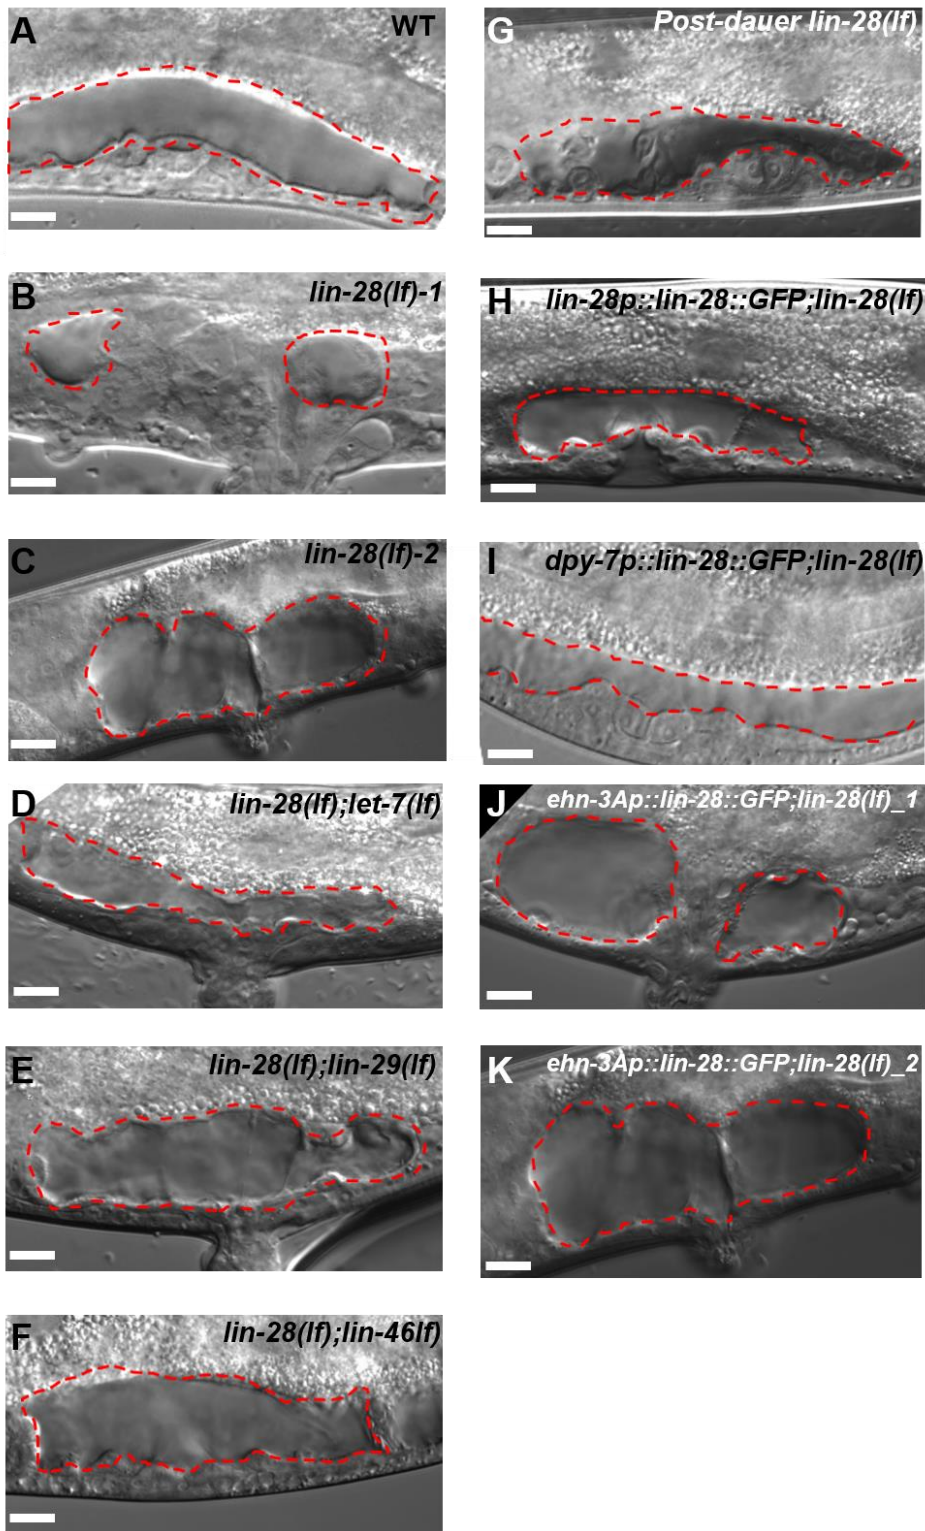 A WT
B lin-28(lf)-1
C lin-28(lf)-2
D lin-28(lf);let-7(lf)
E lin-28(lf);lin-29(lf)
F lin-28(lf);lin-46lf)
G Post-dauer lin-28(lf)
H lin-28p::lin-28::GFP;lin-28(lf)
I dpy-7p::lin-28::GFP;lin-28(lf)
J ehn-3Ap::lin-28::GFP;lin-28(lf)_1
K ehn-3Ap::lin-28::GFP;lin-28(lf)_2